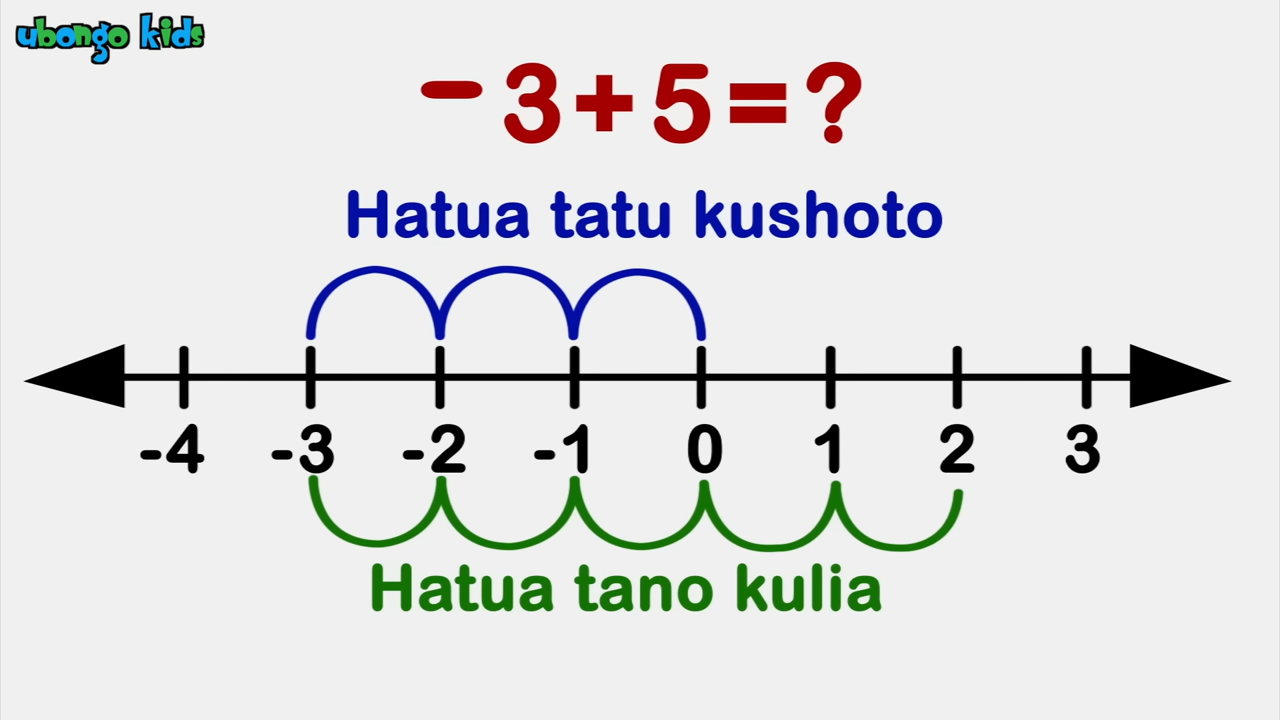 ubongo kids
-3+5=?
Hatua tatu kushoto
-4 -3 -2 -1 0 1 2 3
Hatua tano kulia